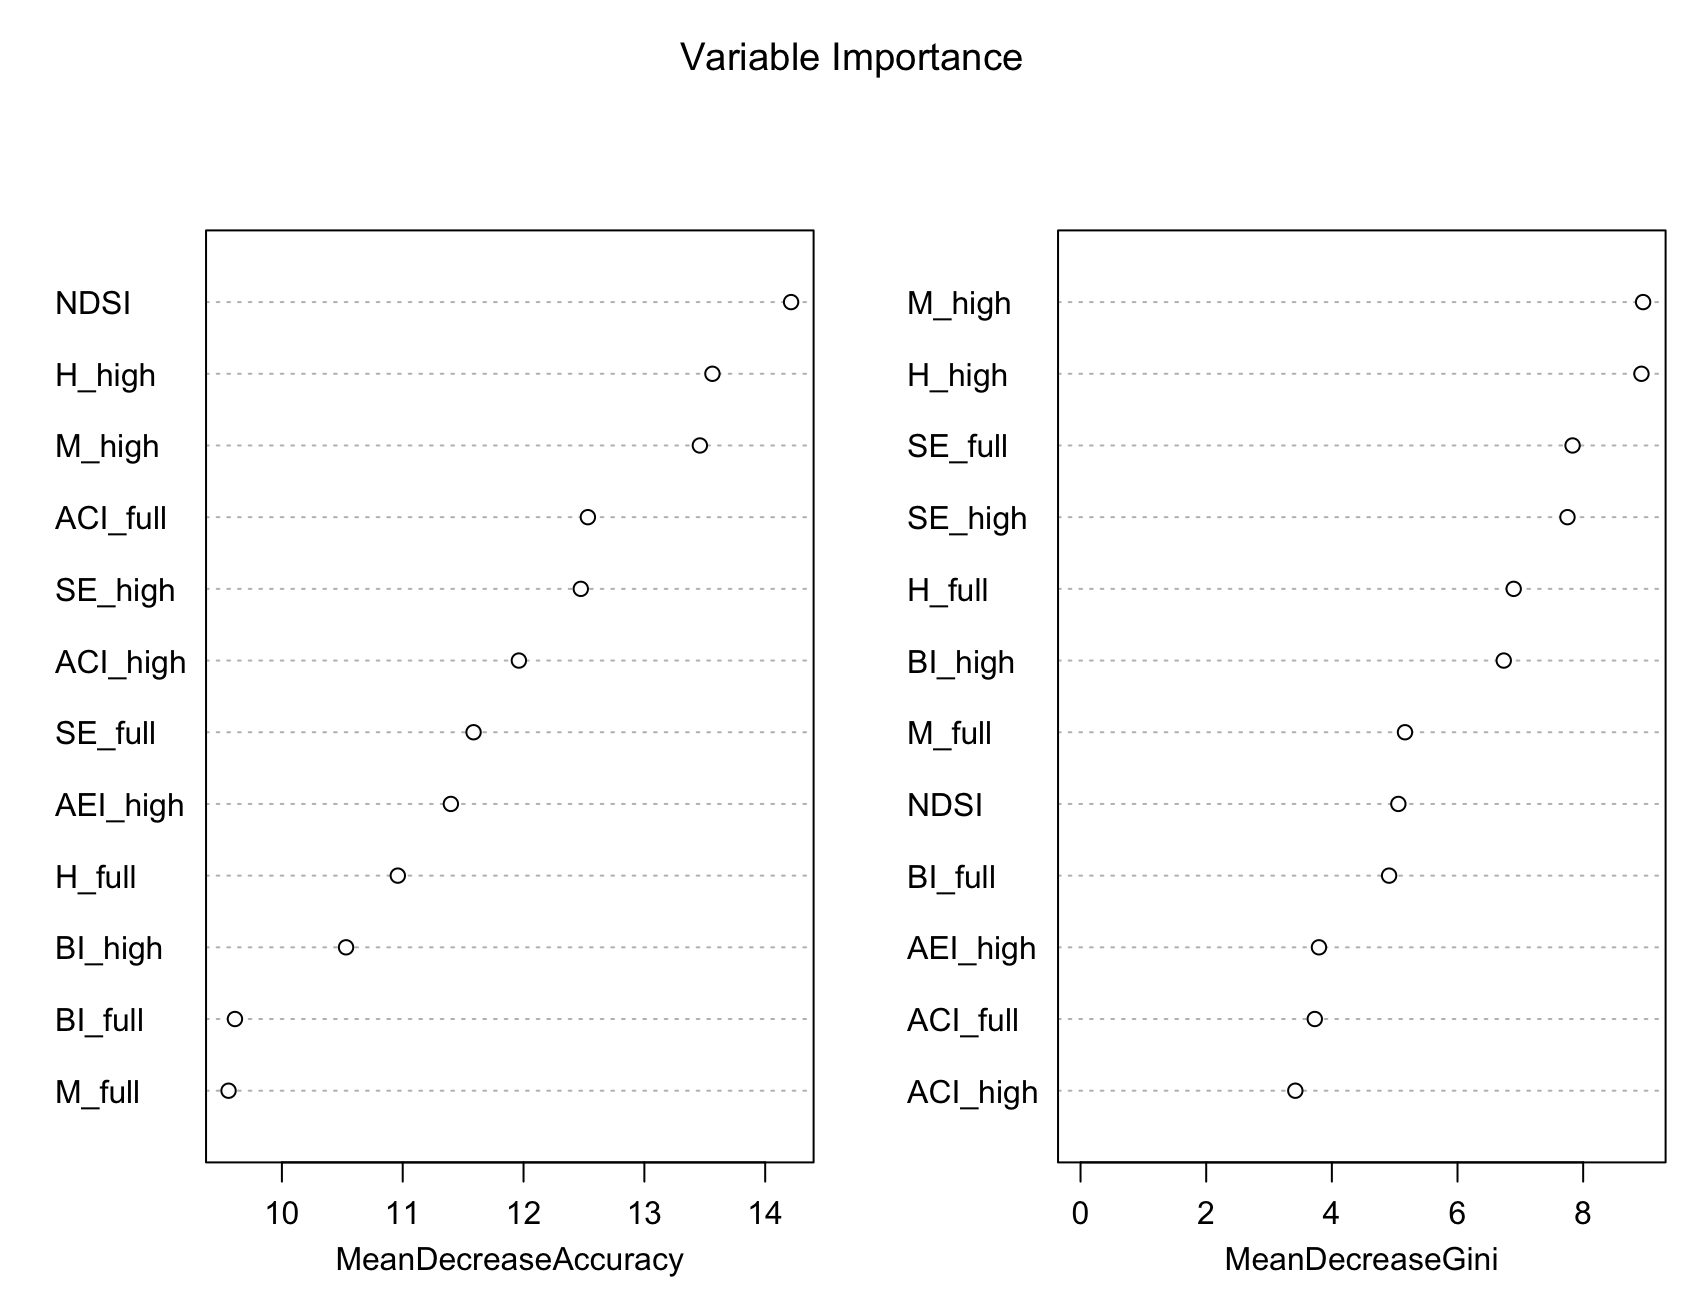 Variable Importance
NDSI
H_high
M_high
ACI_full
SE_high
ACI_high
SE_full
AEI_high
H_full
BI_high
BI_full
M_full
10 11 12 13 14
MeanDecreaseAccuracy
M_high
H_high
SE_full
SE_high
H_full
BI_high
M_full
NDSI
BI_full
AEI_high
ACI_full
ACI_high
0 2 4 6 8
MeanDecreaseGini